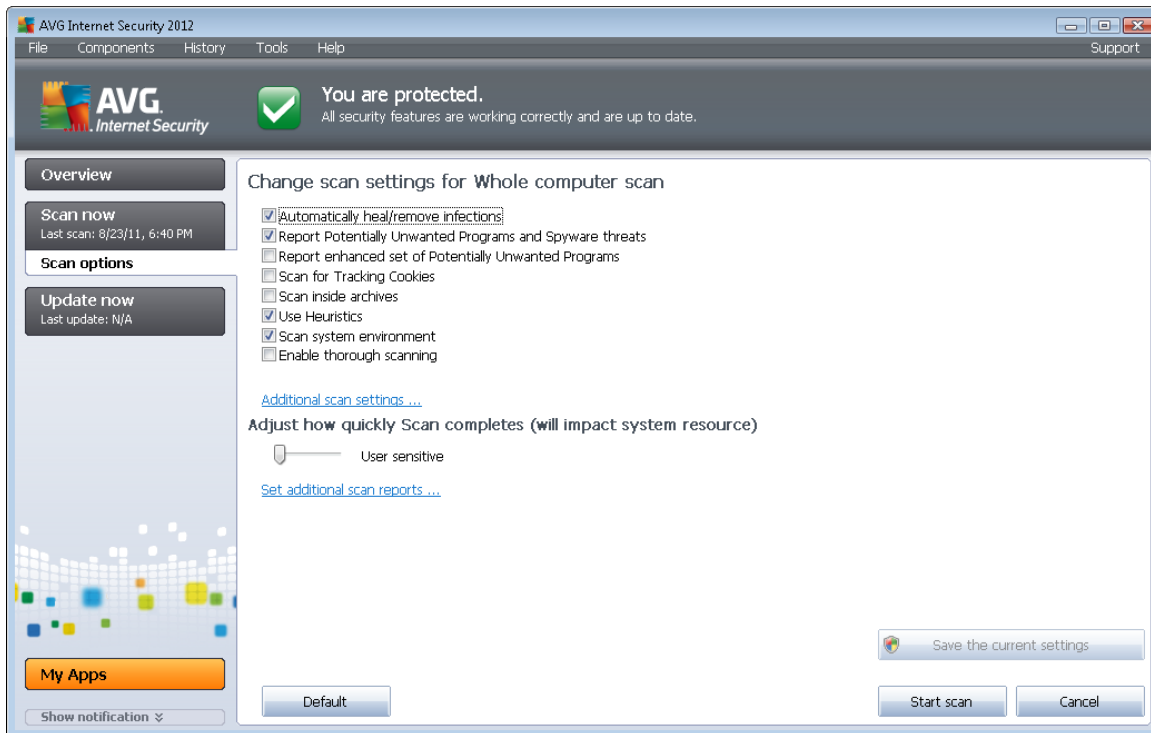 AVG Internet Security 2012
File Components History Tools Help Support
AVG.
Internet Security
You are protected.
All security features are working correctly and are up to date.
Overview
Scan now
Last scan: 8/23/11, 6:40 PM
Scan options
Update now
Last update: N/A
My Apps
Show notification
Change scan settings for Whole computer scan
Automatically heal/remove infections
Report Potentially Unwanted Programs and Spyware threats
Report enhanced set of Potentially Unwanted Programs
Scan for Tracking Cookies
Scan inside archives
Use Heuristics
Scan system environment
Enable thorough scanning
Additional scan settings ...
Adjust how quickly Scan completes (will impact system resource)
User sensitive
Set additional scan reports ...
Save the current settings
Default
Start scan
Cancel